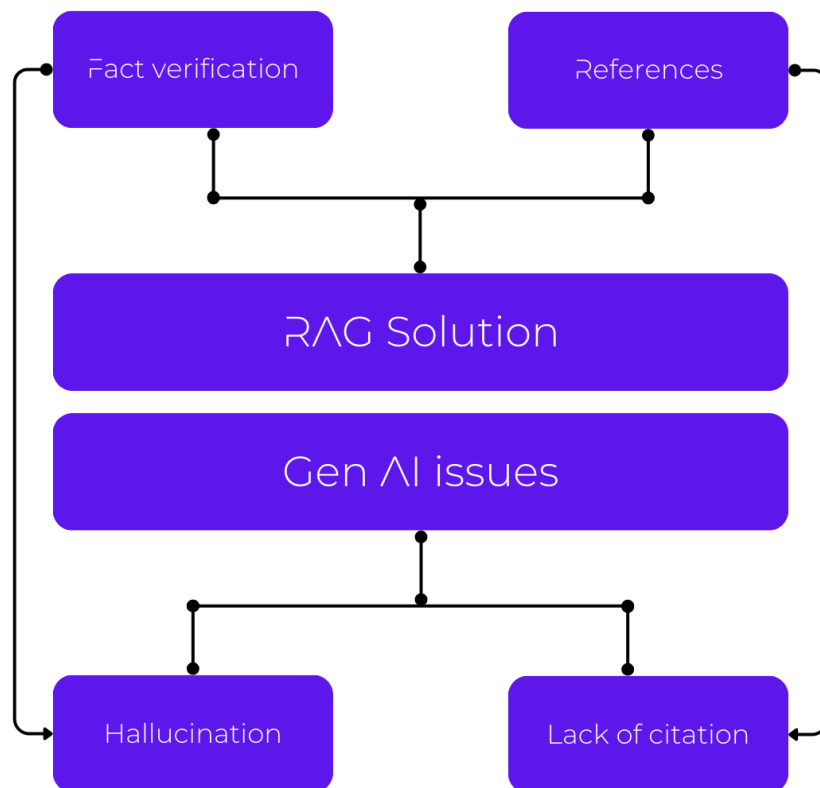 Fact verification
References
RAG Solution
Gen AI issues
Hallucination
Lack of citation